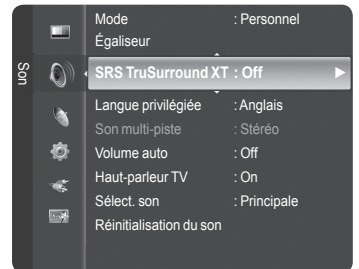 Son
Mode : Personnel
Égaliseur
SRS TruSurround XT : Off
Langue privilégiée : Anglais
Son multi-piste : Stéréo
Volume auto : Off
Haut-parleur TV : On
Sélect. son : Principale
Réinitialisation du son